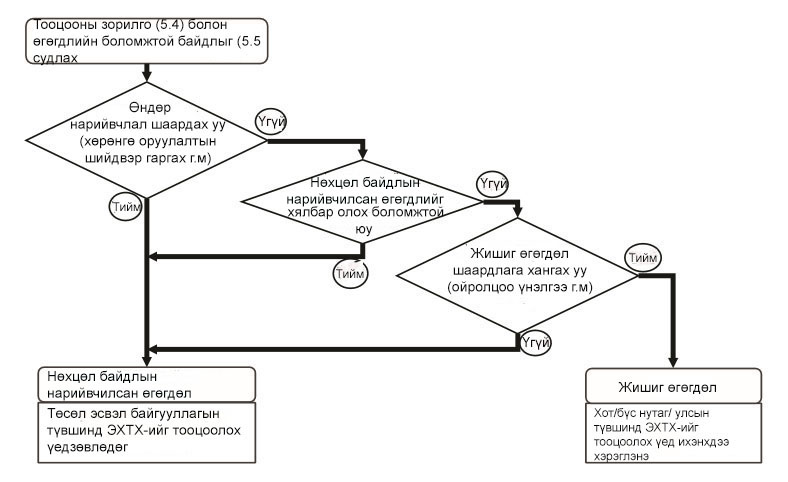 Тооцооны зорилго (5.4) болон
өгөгдлийн боломжтой байдлыг (5.5
судлах
Өндөр
нарийвчлал шаардах уу
(хөрөнгө оруулалтын
шийдвэр гаргах г.м)
Үгүй
Тийм
Нөхцөл байдлын
нарийвчилсан өгөгдлийг
хялбар олох боломжтой
юу
Үгүй
Тийм
Жишиг өгөгдөл
шаардлага хангах уу
(ойролцоо үнэлгээ г.м)
Тийм
Үгүй
Нөхцөл байдлын
нарийвчилсан өгөгдөл
Төсөл эсвэл байгууллагын
түвшинд ЭХТХ-ийг тооцоолох
үедзөвлөдөг
Жишиг өгөгдөл
Хот/бүс нутаг/ улсын
түвшинд ЭХТХ-ийг
тооцоолох үед ихэнхдээ
хэрэглэнэ